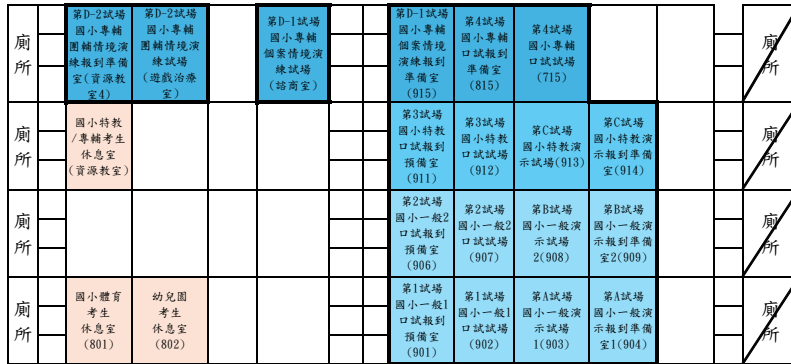 廁
所
第D-2試場
國小專輔
團輔情境演
練報到準備
室(資源教
室4)
第D-2試場
國小專輔
團輔情境演
練試場
(遊戲治療
室)
第D-1試場
國小專輔
個案情境演
練試場
(諮商室)
第D-1試場
國小專輔
個案情境
演練報到
準備室
(915)
第4試場
國小專輔
口試報到
準備室
(815)
第4試場
國小專輔
口試試場
(715)
廁
所
廁
所
國小特教
/專輔考生
休息室
(資源教室)
第3試場
國小特教
口試報到
預備室
(911)
第3試場
國小特教
口試試場
(912)
第C試場
國小特教演
示試場(913)
第C試場
國小特教演
示報到準備
室(914)
廁
所
廁
所
第2試場
國小一般2
口試報到
預備室
(906)
第2試場
國小一般2
口試試場
(907)
第B試場
國小一般演
示試場
2(908)
第B試場
國小一般演
示報到準備
室2(909)
廁
所
廁
所
國小體育
考生
休息室
(801)
幼兒園
考生
休息室
(802)
第1試場
國小一般1
口試報到
預備室
(901)
第1試場
國小一般1
口試試場
(902)
第A試場
國小一般演
示試場
1(903)
第A試場
國小一般演
示報到準備
室1(904)
廁
所